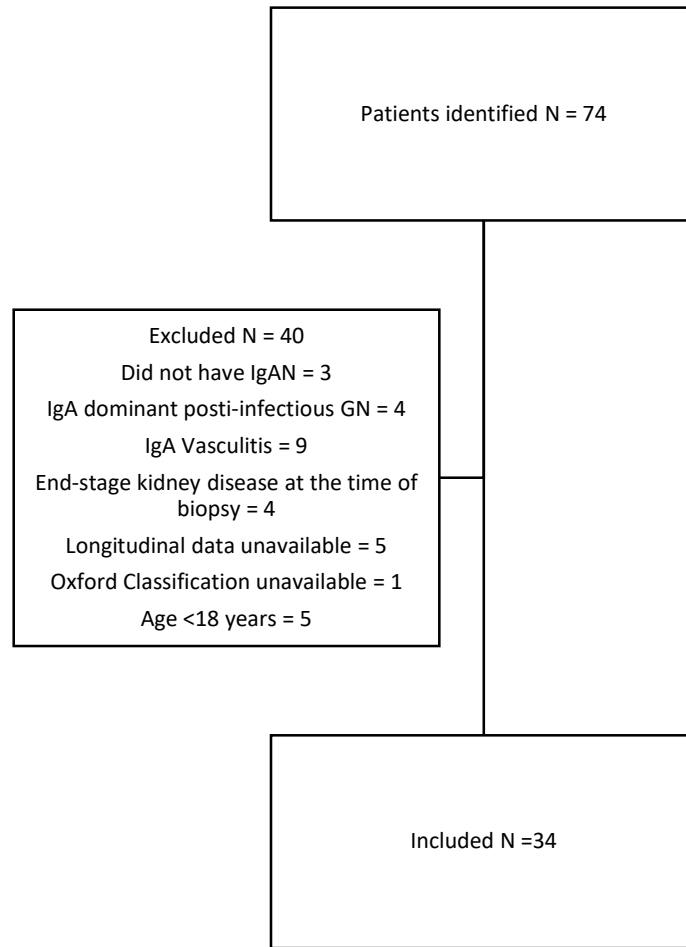 Patients identified N = 74
Excluded N = 40
Did not have IgAN = 3
IgA dominant posti-infectious GN = 4
IgA Vasculitis = 9
End-stage kidney disease at the time of
biopsy = 4
Longitudinal data unavailable = 5
Oxford Classification unavailable = 1
Age <18 years = 5
Included N =34